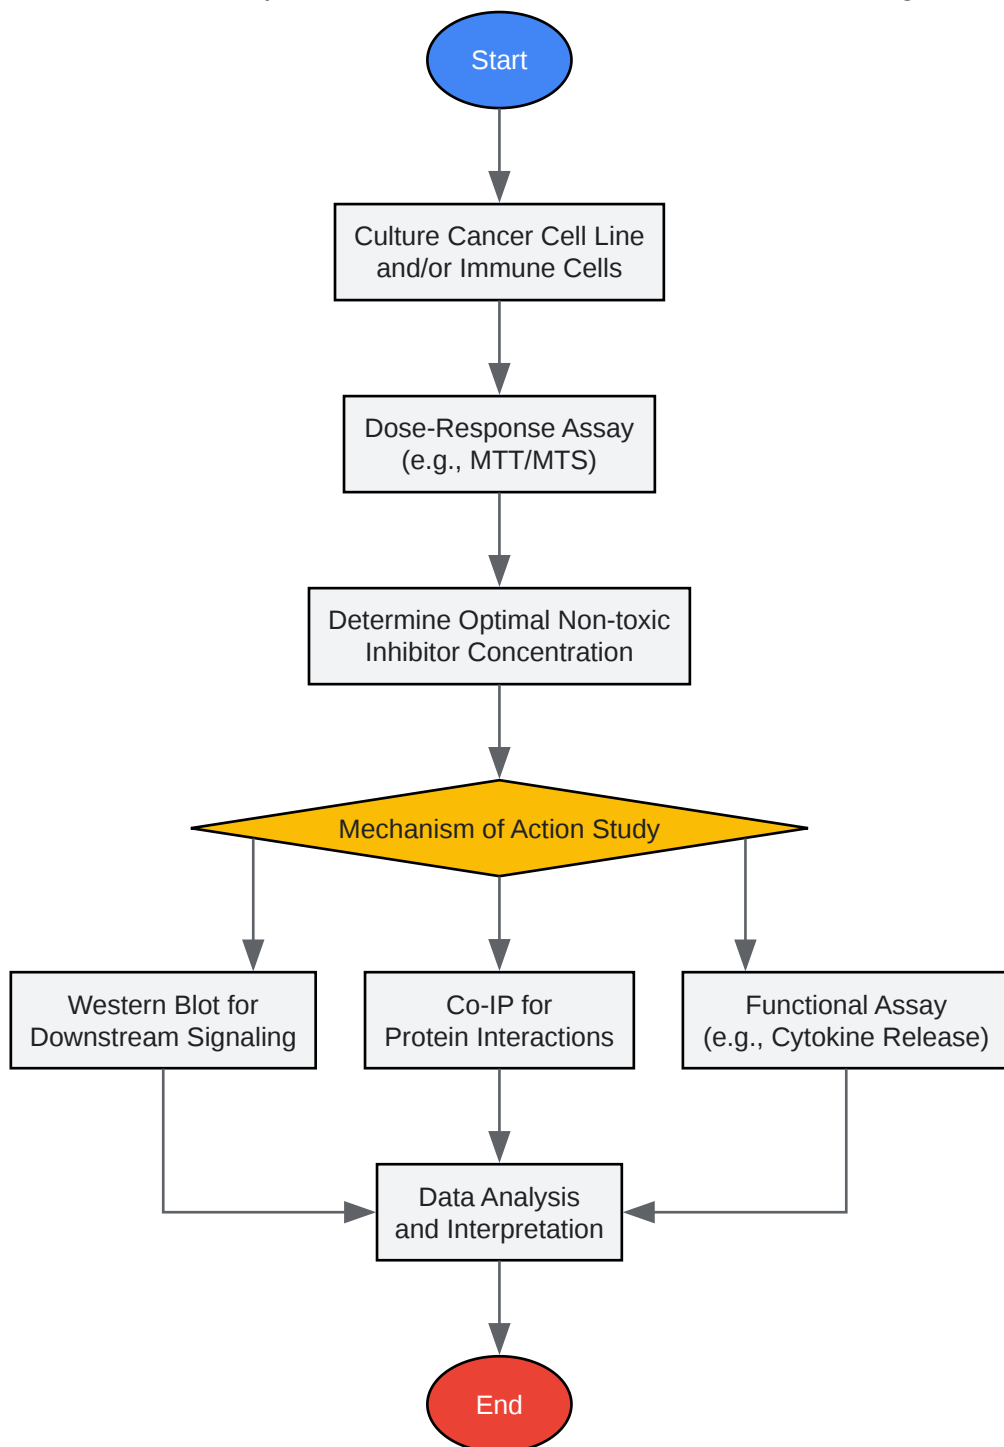 Start
Culture Cancer Cell Line
and/or Immune Cells
Dose-Response Assay
(e.g., MTT/MTS)
Determine Optimal Non-toxic
Inhibitor Concentration
Mechanism of Action Study
Western Blot for
Downstream Signaling
Co-IP for
Protein Interactions
Functional Assay
(e.g., Cytokine Release)
Data Analysis
and Interpretation
End